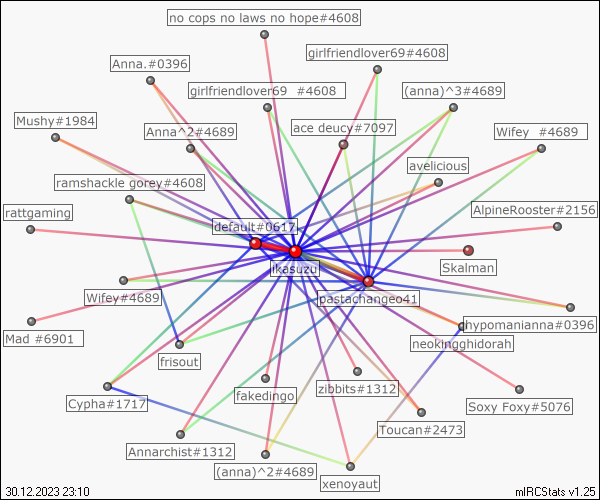 no cops no laws no hope#4608
girlfriendlover69#4608
Anna.#0396
girlfriendlover69  #4608
(anna)^3#4689
Mushy#1984
Anna^2#4689
ace deucy#7097
Wifey  #4689
avelicious
ramshackle gorey#4608
rattgaming
AlpineRooster#2156
default#0617
ikasuzu
Skalman
pastachangeo41
Wifey#4689
hypomanianna#0396
Mad #6901
neokingghidorah
frisout
zibbits#1312
fakedingo
Cypha#1717
Soxy Foxy#5076
Toucan#2473
Annarchist#1312
(anna)^2#4689
xenoyaut
30.12.2023 23:10
mIRCStats v1.25